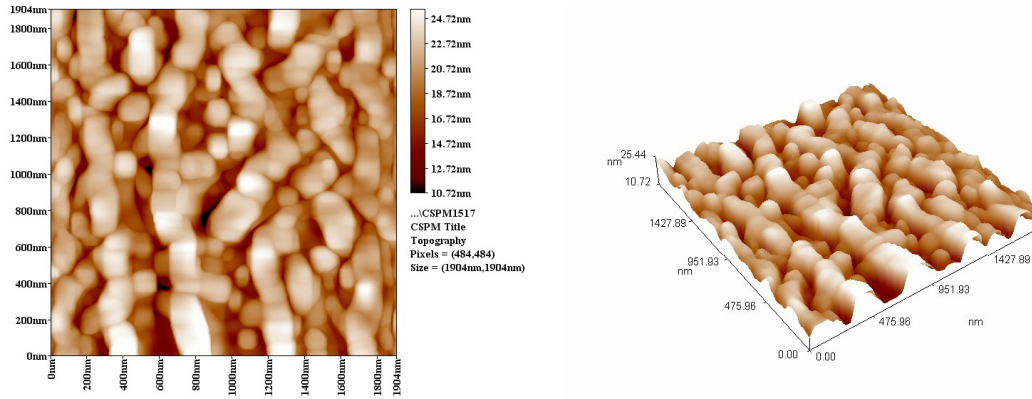 1904nm
1800nm
1600nm
1400nm
1200nm
1000nm
800nm
600nm
400nm
200nm
0nm
0nm
200nm
400nm
600nm
800nm
1000nm
1200nm
1400nm
1600nm
1800nm
1904nm
24.72nm
22.72nm
20.72nm
18.72nm
16.72nm
14.72nm
12.72nm
10.72nm
...\CSPM1517
CSPM Title
Topography
Pixels = (484,484)
Size = (1904nm,1904nm)
nm
25.44
10.72
1427.89
951.93
nm
475.96
0.00
0.00
475.96
951.93
nm
1427.89